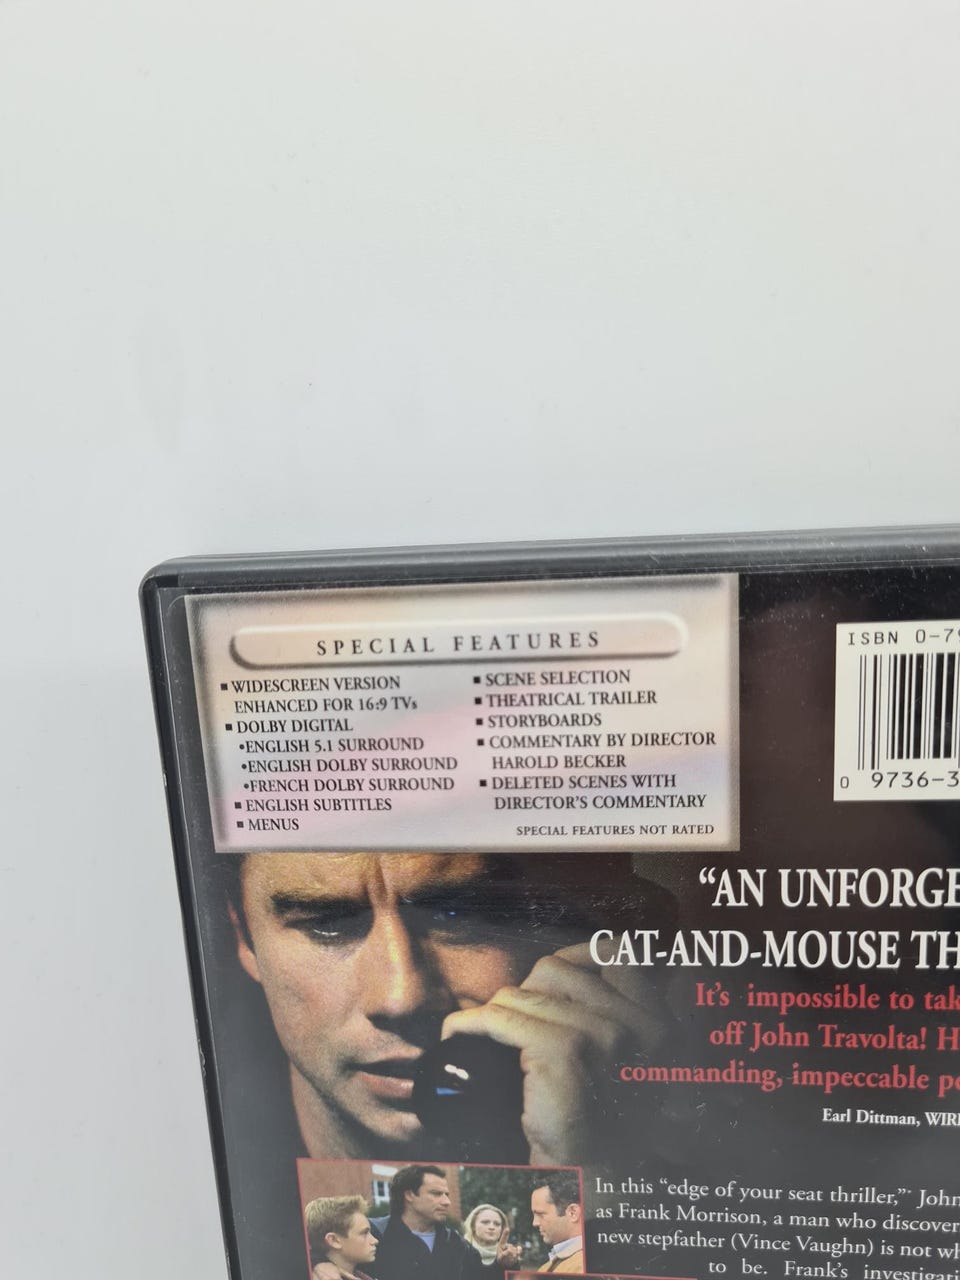 SPECIAL FEATURES
▪ WIDESCREEN VERSION
ENHANCED FOR 16:9 TVs
▪ DOLBY DIGITAL
•ENGLISH 5.1 SURROUND
•ENGLISH DOLBY SURROUND
•FRENCH DOLBY SURROUND
▪ ENGLISH SUBTITLES
▪ MENUS
▪ SCENE SELECTION
▪ THEATRICAL TRAILER
▪ STORYBOARDS
▪ COMMENTARY BY DIRECTOR
HAROLD BECKER
▪ DELETED SCENES WITH
DIRECTOR'S COMMENTARY
SPECIAL FEATURES NOT RATED
ISBN 0-79
0 9736-3
“AN UNFORGE
CAT-AND-MOUSE TH
It's impossible to tak
off John Travolta! H
commanding, impeccable pe
Earl Dittman, WIR
In this “edge of your seat thriller,”* John
as Frank Morrison, a man who discover
new stepfather (Vince Vaughn) is not wh
to be. Frank's investigati